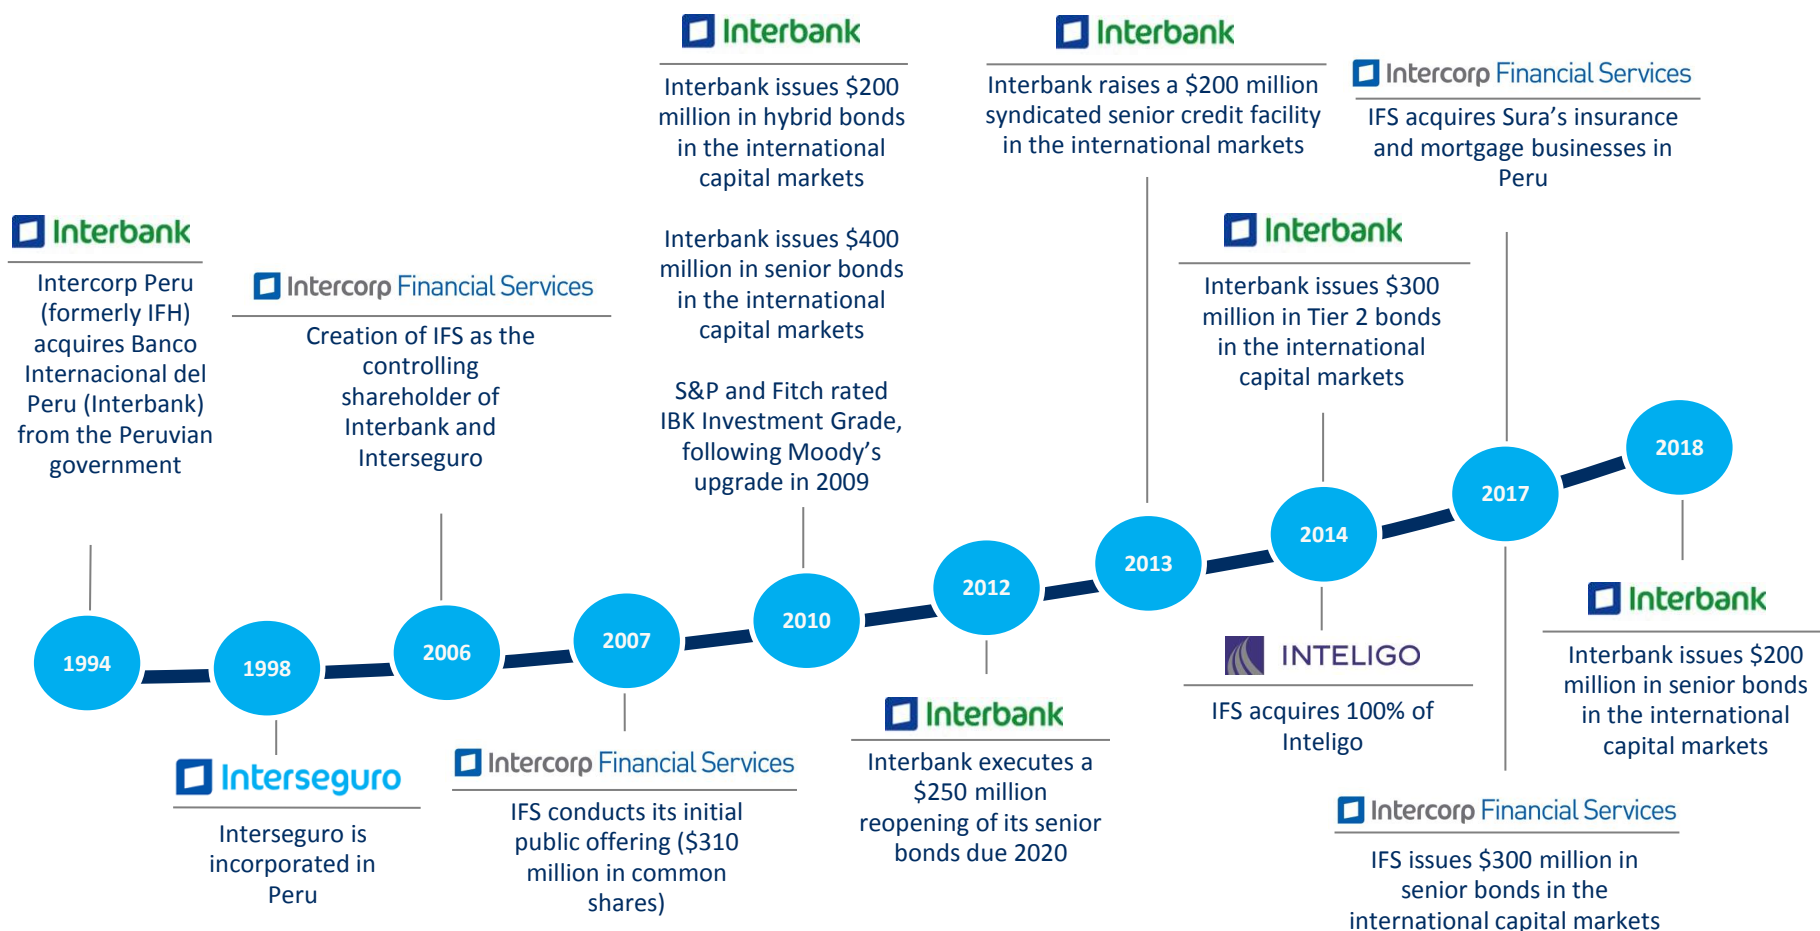 Interbank
Intercorp Peru
(formerly IFH)
acquires Banco
Internacional del
Peru (Interbank)
from the Peruvian
government
Intercorp Financial Services
Creation of IFS as the
controlling
shareholder of
Interbank and
Interseguro
Interbank
Interbank issues $200
million in hybrid bonds
in the international
capital markets
Interbank issues $400
million in senior bonds
in the international
capital markets
S&P and Fitch rated
IBK Investment Grade,
following Moody’s
upgrade in 2009
Interbank
Interbank raises a $200 million
syndicated senior credit facility
in the international markets
Interbank
Interbank issues $300
million in Tier 2 bonds
in the international
capital markets
Intercorp Financial Services
IFS acquires Sura’s insurance
and mortgage businesses in
Peru
1994
1998
2006
2007
2010
2012
2013
2014
2017
2018
Interseguro
Interseguro is
incorporated in
Peru
Intercorp Financial Services
IFS conducts its initial
public offering ($310
million in common
shares)
Interbank
Interbank executes a
$250 million
reopening of its senior
bonds due 2020
INTELIGO
IFS acquires 100% of
Inteligo
Intercorp Financial Services
IFS issues $300 million in
senior bonds in the
international capital markets
Interbank
Interbank issues $200
million in senior bonds
in the international
capital markets